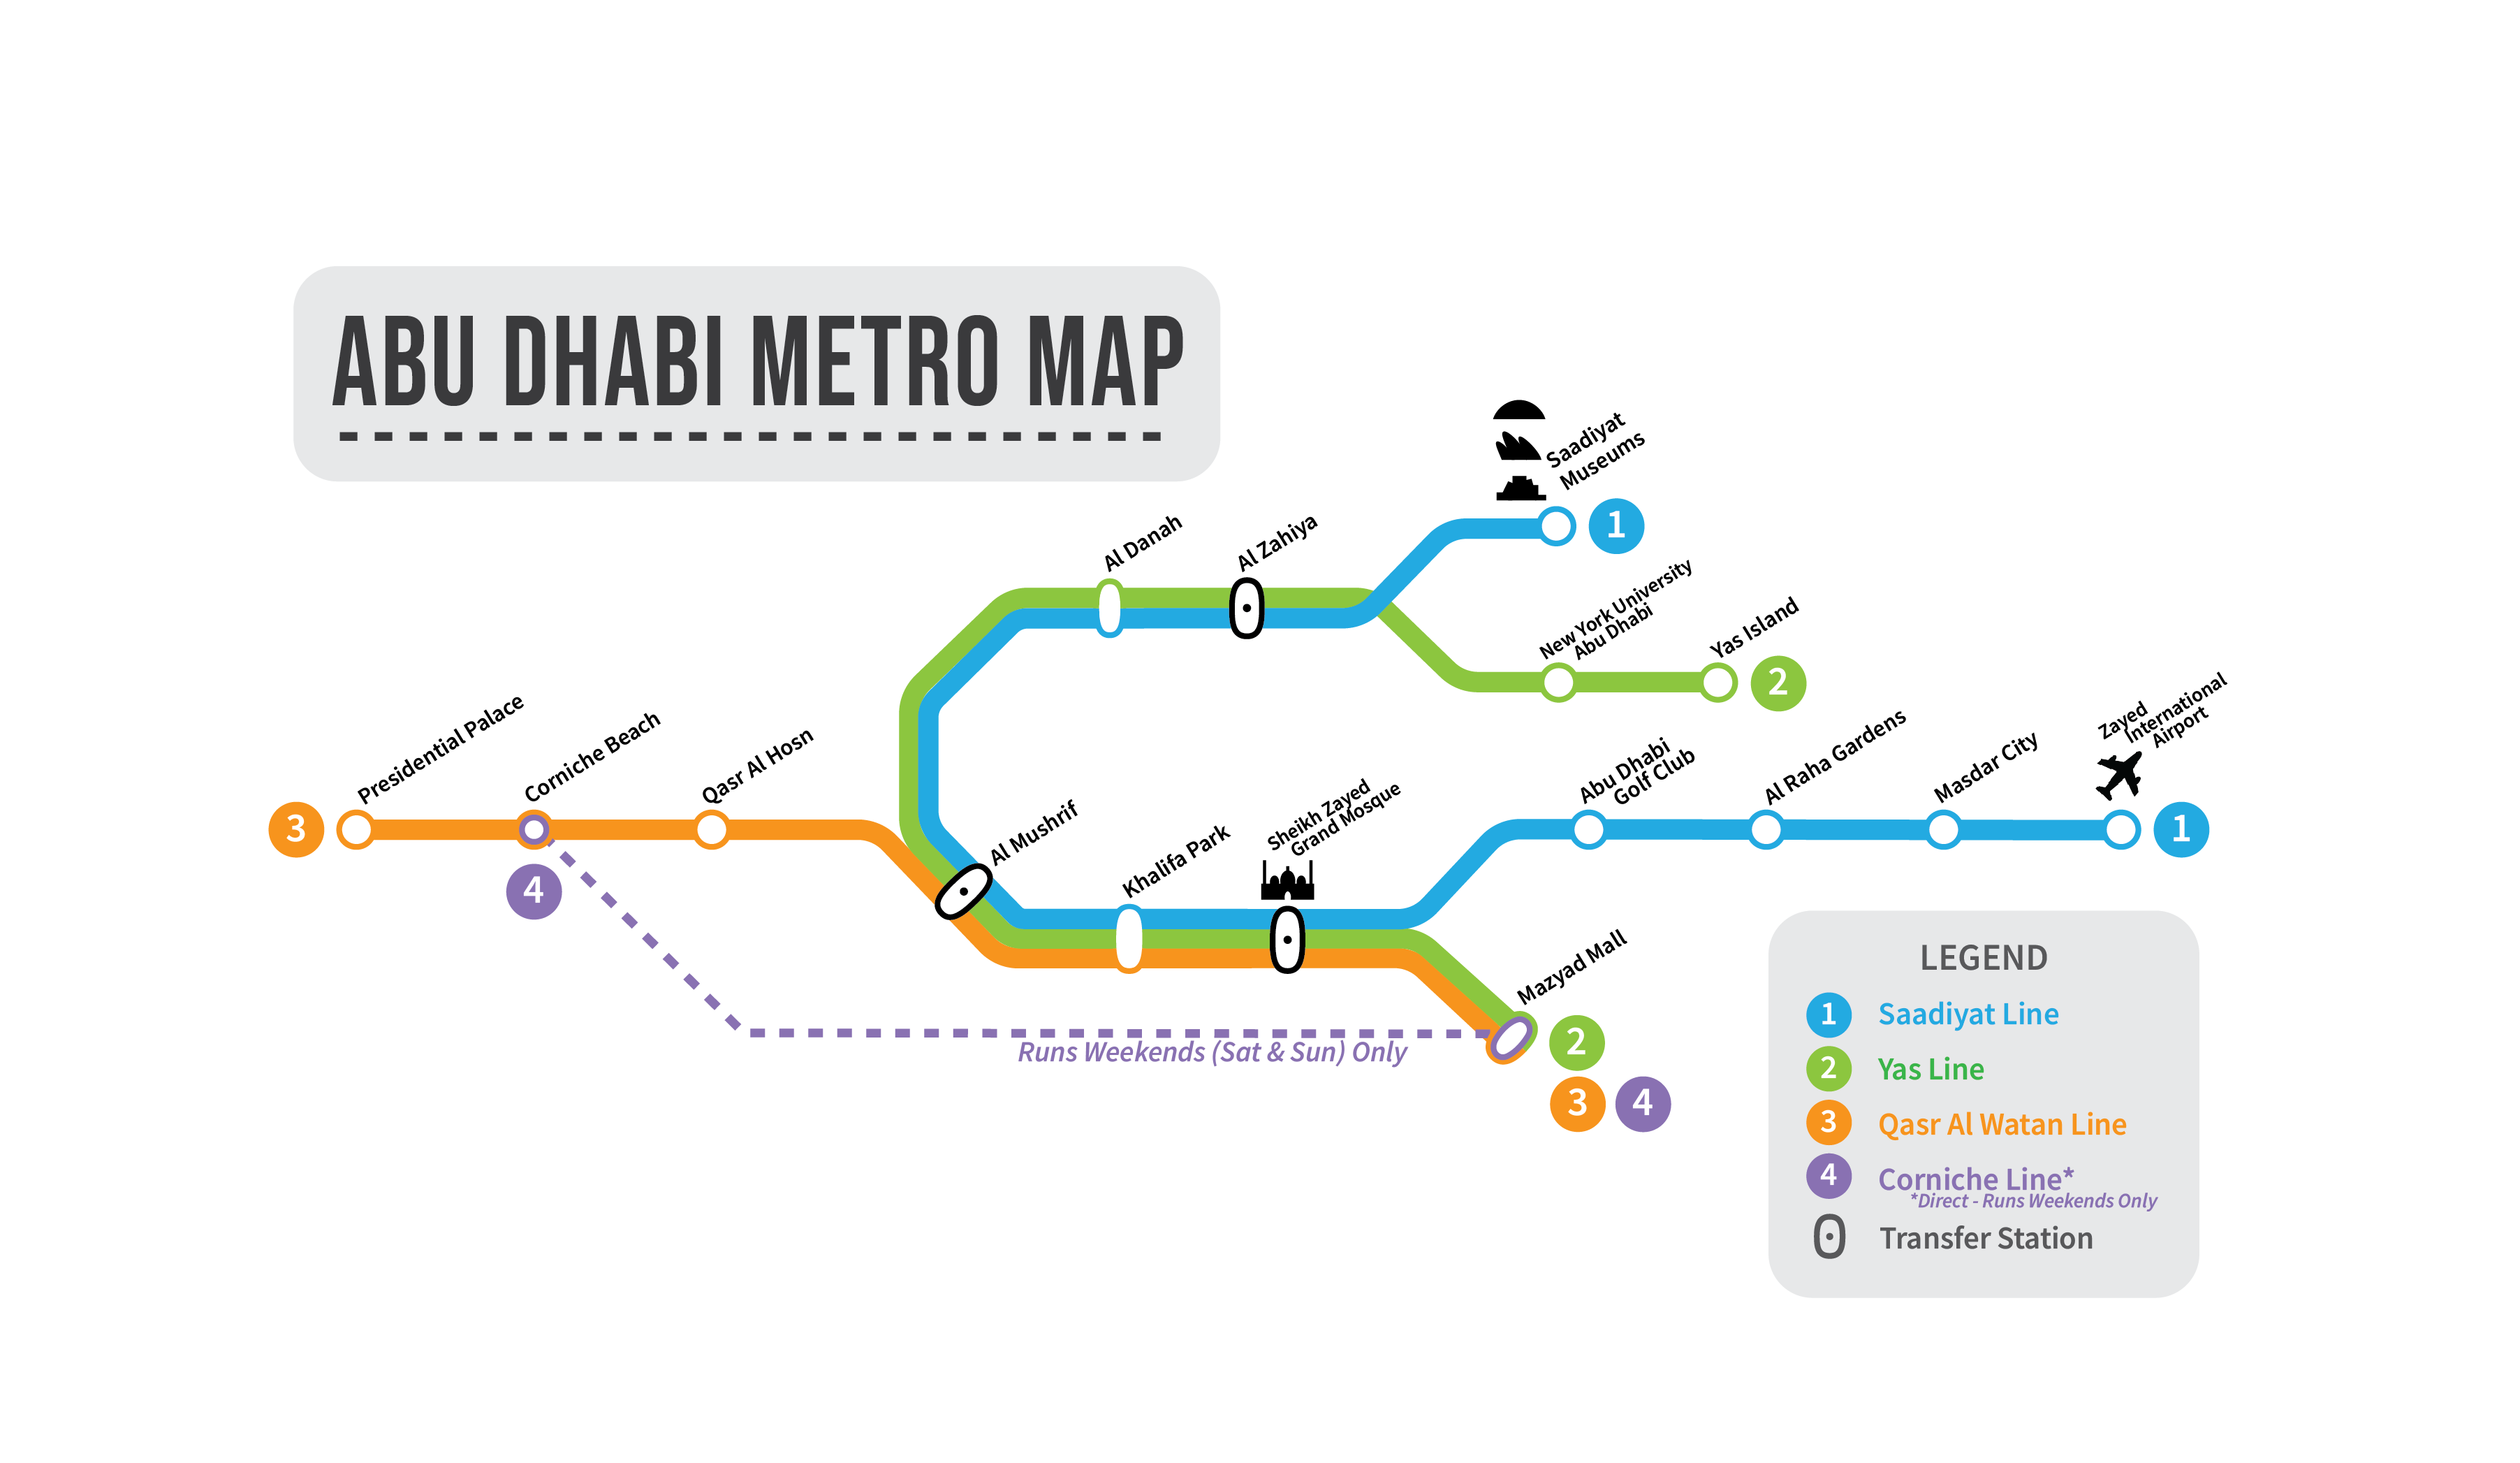 ABU DHABI METRO MAP
Saadiyat
Museums
1
Al Danah
Al Zahiya
New York University
Abu Dhabi
Yas Island
2
Presidential Palace
Corniche Beach
Qasr Al Hosn
3
4
Al Mushrif
Khalifa Park
Sheikh Zayed
Grand Mosque
Abu Dhabi
Golf Club
Al Raha Gardens
Masdar City
Zayed
International
Airport
1
Mazyad Mall
2
3
4
Runs Weekends (Sat & Sun) Only
LEGEND
1 Saadiyat Line
2 Yas Line
3 Qasr Al Watan Line
4 Corniche Line*
*Direct - Runs Weekends Only
Transfer Station